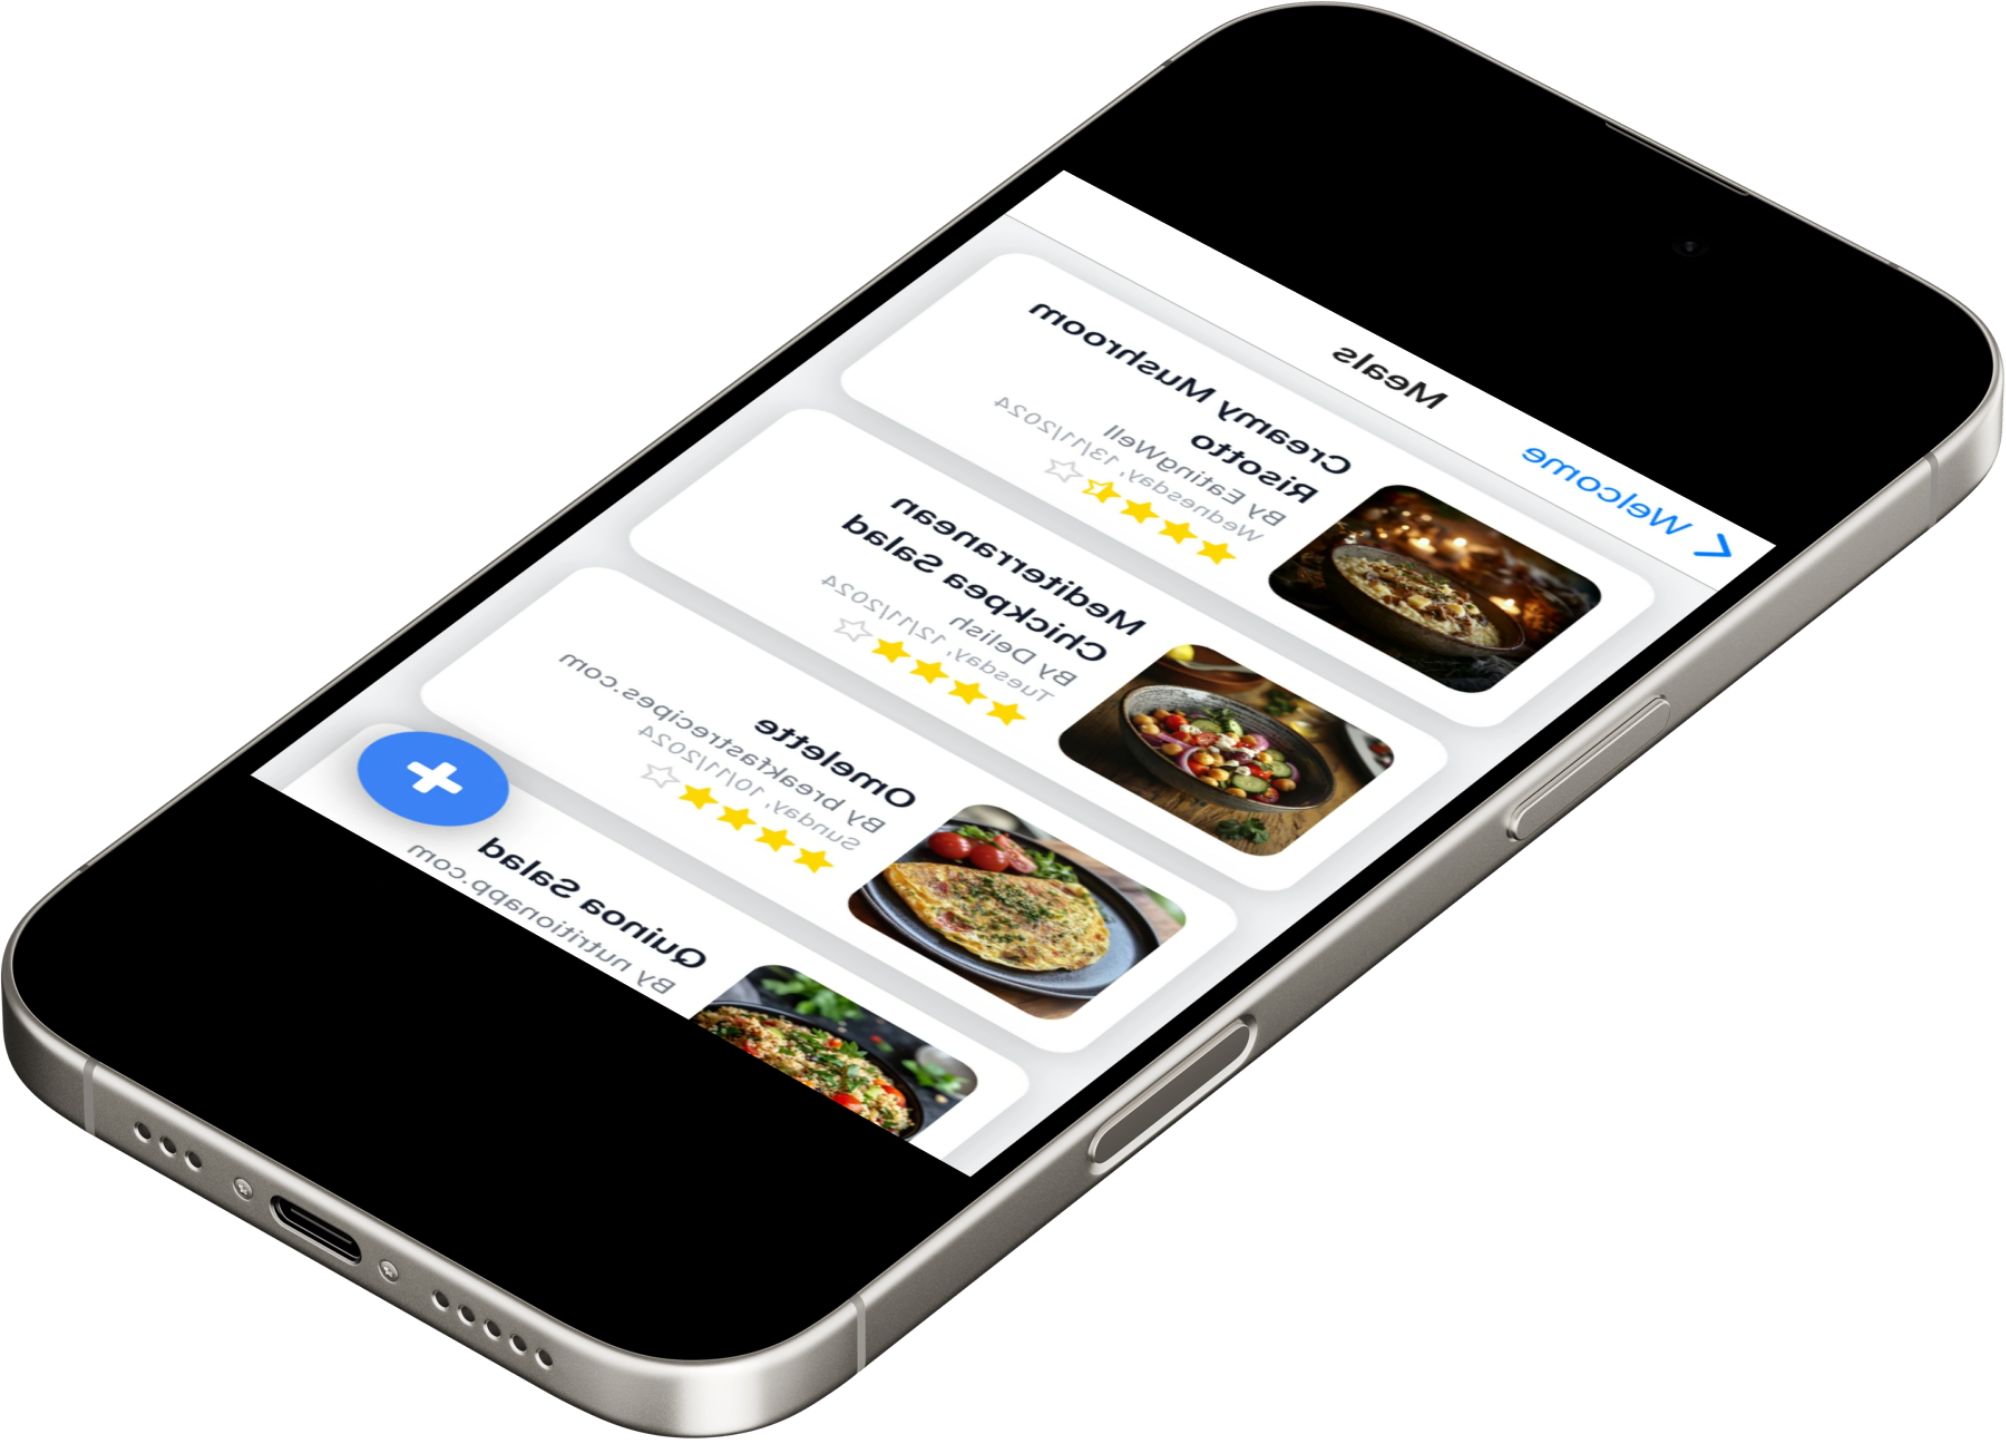 Welcome
Meals
Creamy Mushroom
Risotto
By EatingWell
Wednesday, 13/11/2024
Mediterranean
Chickpea Salad
By Delish
Tuesday, 12/11/2024
Omelette
By breakfastrecipes.com
Sunday, 10/11/2024
Quinoa Salad
By nutritionapp.com